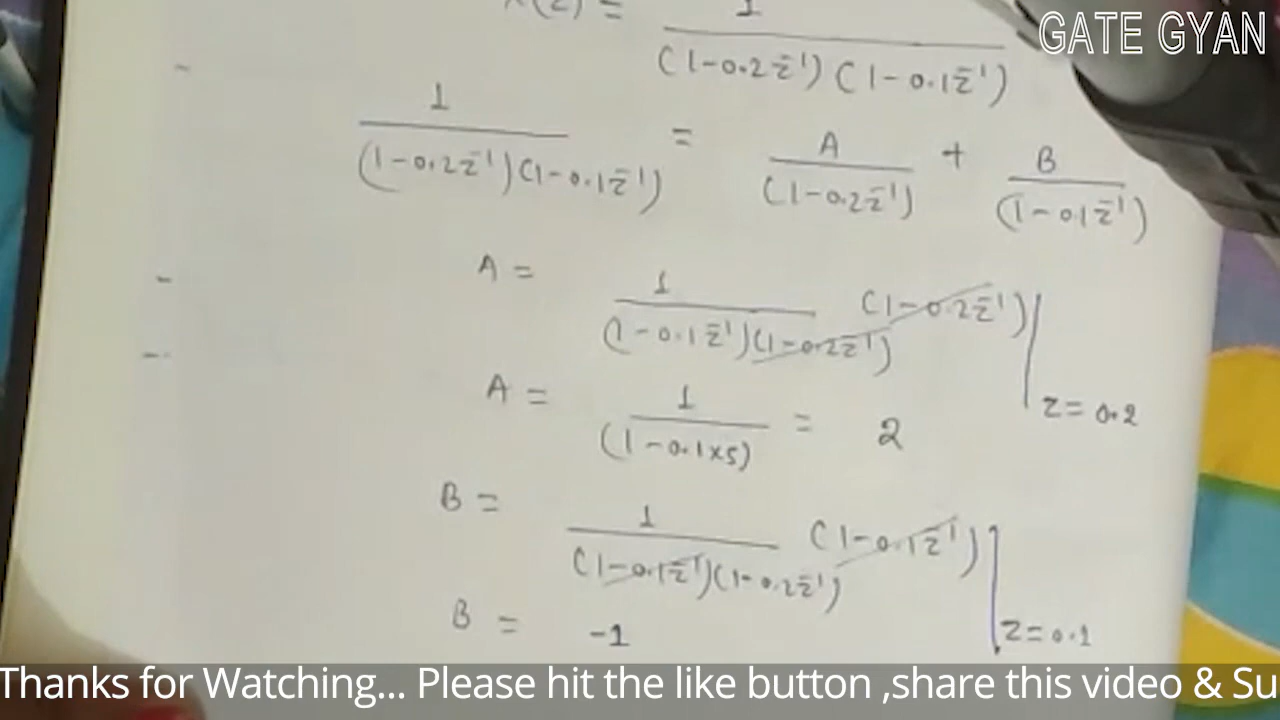 GATE GYAN
X(z) = 1
(1-0.2z⁻¹)(1-0.1z⁻¹)
1 = A + B
(1-0.2z⁻¹)(1-0.1z⁻¹) (1-0.2z⁻¹) (1-0.1z⁻¹)
A = 1 (1-0.2z⁻¹)
(1-0.1z⁻¹)(1-0.2z⁻¹) z=0.2
A = 1 = 2
(1-0.1x5)
B = 1 (1-0.1z⁻¹)
(1-0.1z⁻¹)(1-0.2z⁻¹)
B = -1 z=0.1
Thanks for Watching... Please hit the like button ,share this video & Su